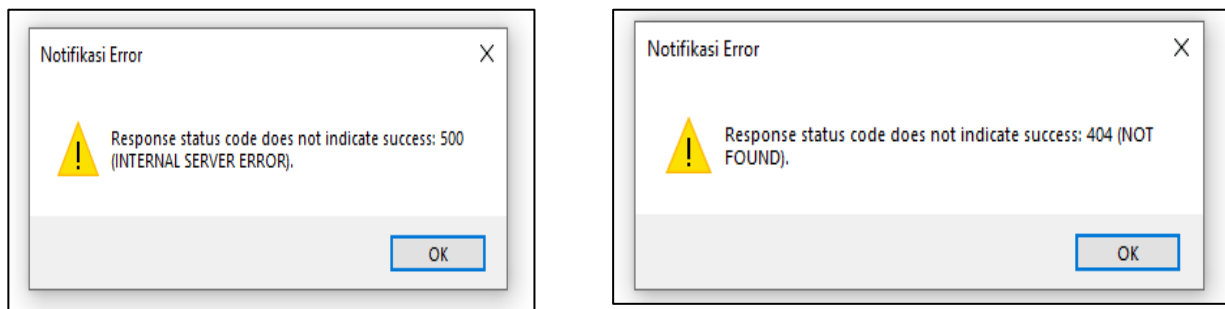 Notifikasi Error
Response status code does not indicate success: 500
(INTERNAL SERVER ERROR).
OK
Notifikasi Error
Response status code does not indicate success: 404 (NOT
FOUND).
OK